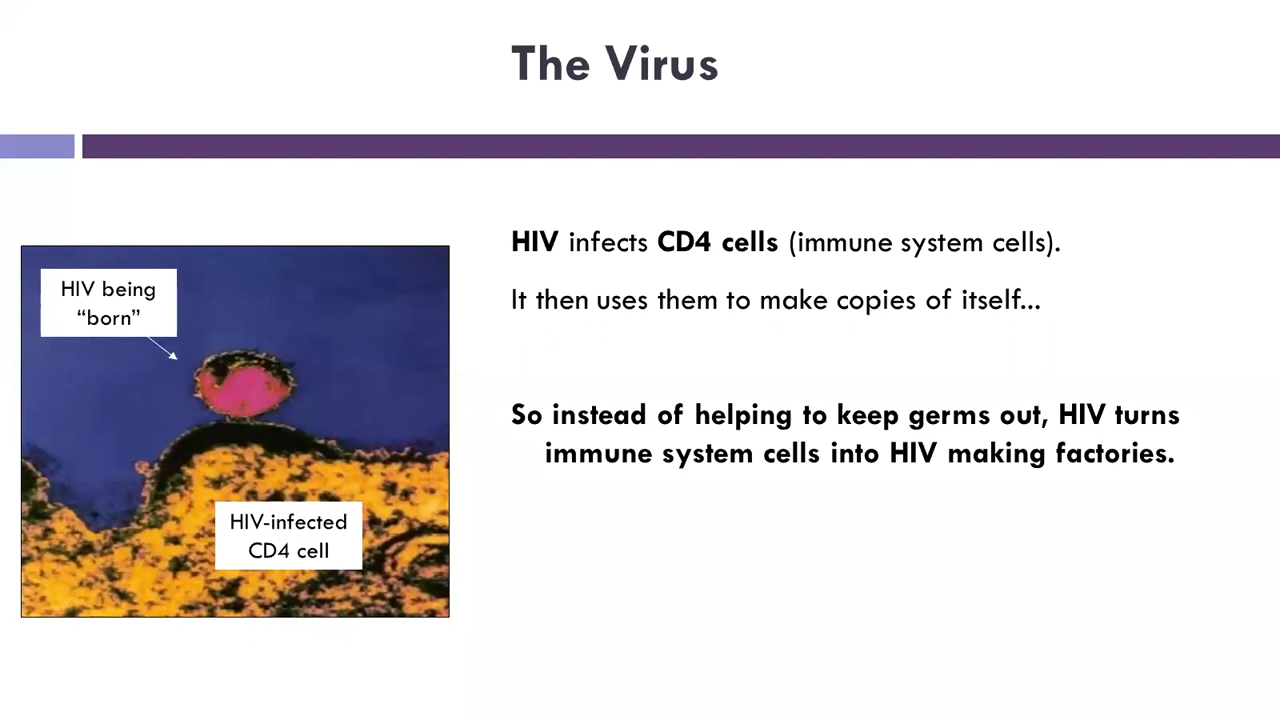 The Virus
HIV infects CD4 cells (immune system cells).
It then uses them to make copies of itself...
So instead of helping to keep germs out, HIV turns
immune system cells into HIV making factories.
HIV being
“born”
HIV-infected
CD4 cell